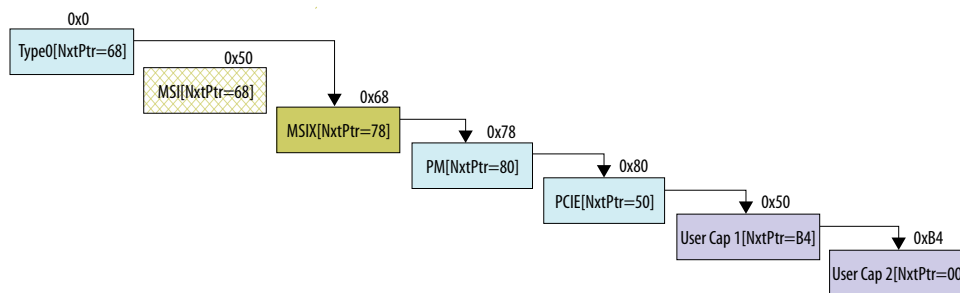 0x0
Type0[NxtPtr=68]
0x50
MSI[NxtPtr=68]
0x68
MSIX[NxtPtr=78]
0x78
PM[NxtPtr=80]
0x80
PCIE[NxtPtr=50]
0x50
User Cap 1[NxtPtr=B4]
0xB4
User Cap 2[NxtPtr=00